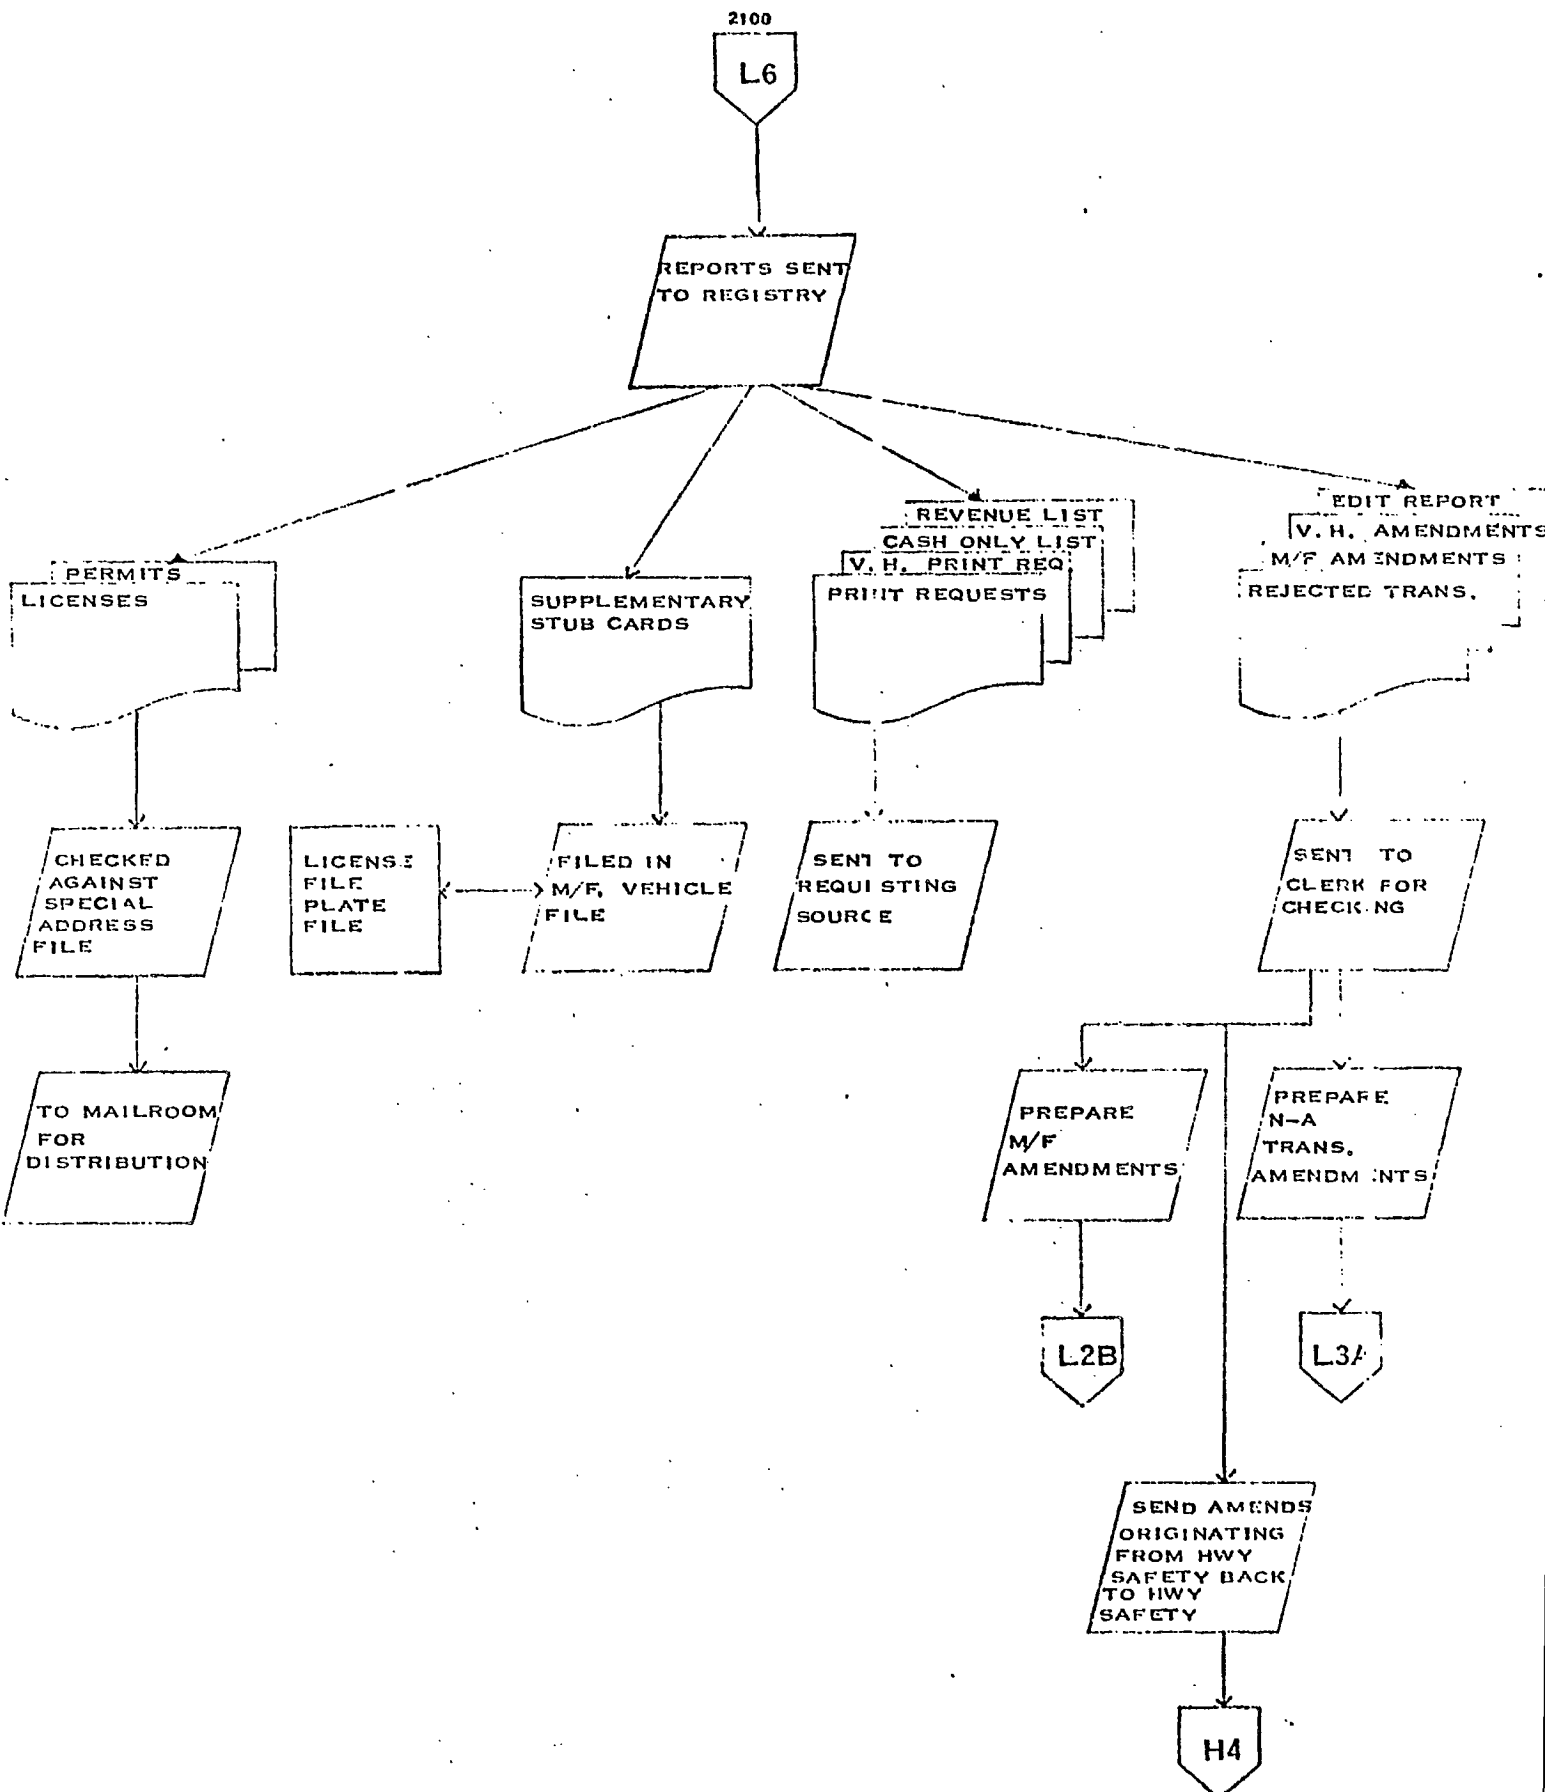 2100
L6
REPORTS SENT
TO REGISTRY
PERMITS
LICENSES
SUPPLEMENTARY
STUB CARDS
REVENUE LIST
CASH ONLY LIST
V. H. PRINT REQ
PRINT REQUESTS
EDIT REPORT
V. H. AMENDMENTS
M/F AMENDMENTS
REJECTED TRANS.
CHECKED
AGAINST
SPECIAL
ADDRESS
FILE
LICENSE
FILE
PLATE
FILE
FILED IN
M/F, VEHICLE
FILE
SENT TO
REQUISTING
SOURCE
SENT TO
CLERK FOR
CHECKING
TO MAILROOM
FOR
DISTRIBUTION
PREPARE
M/F
AMENDMENTS
PREPARE
N-A
TRANS.
AMENDMENTS
L2B
L3A
SEND AMENDS
ORIGINATING
FROM HWY
SAFETY BACK
TO HWY
SAFETY
H4